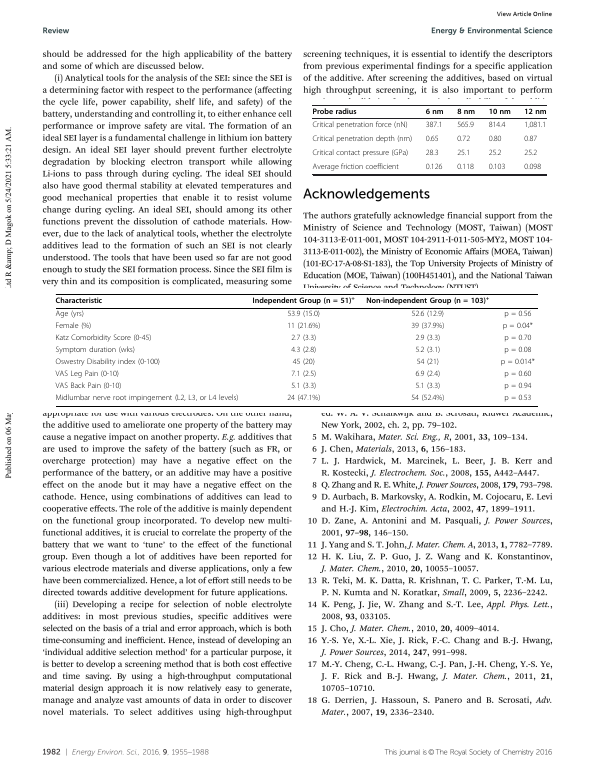 View Article Online
Review
Energy & Environmental Science
should be addressed for the high applicability of the battery
and some of which are discussed below.
(i) Analytical tools for the analysis of the SEI: since the SEI is
a determining factor with respect to the performance (affecting
the cycle life, power capability, shelf life, and safety) of the
battery, understanding and controlling it, to either enhance cell
performance or improve safety are vital. The formation of an
ideal SEI layer is a fundamental challenge in lithium ion battery
design. An ideal SEI layer should prevent further electrolyte
degradation by blocking electron transport while allowing
Li-ions to pass through during cycling. The ideal SEI should
also have good thermal stability at elevated temperatures and
good mechanical properties that enable it to resist volume
change during cycling. An ideal SEI, should among its other
functions prevent the dissolution of cathode materials. How-
ever, due to the lack of analytical tools, whether the electrolyte
additives lead to the formation of such an SEI is not clearly
understood. The tools that have been used so far are not good
enough to study the SEI formation process. Since the SEI film is
very thin and its composition is complicated, measuring some
screening techniques, it is essential to identify the descriptors
from previous experimental findings for a specific application
of the additive. After screening the additives, based on virtual
high throughput screening, it is also important to perform
Probe radius 6 nm 8 nm 10 nm 12 nm
Critical penetration force (nN) 387.1 565.9 814.4 1,081.1
Critical penetration depth (nm) 0.65 0.72 0.80 0.87
Critical contact pressure (GPa) 28.3 25.1 25.2 25.2
Average friction coefficient 0.126 0.118 0.103 0.098
Acknowledgements
The authors gratefully acknowledge financial support from the
Ministry of Science and Technology (MOST, Taiwan) (MOST
104-3113-E-011-001, MOST 104-2911-I-011-505-MY2, MOST 104-
3113-E-011-002), the Ministry of Economic Affairs (MOEA, Taiwan)
(101-EC-17-A-08-S1-183), the Top University Projects of Ministry of
Education (MOE, Taiwan) (100H451401), and the National Taiwan
University of Science and Technology (NTUST).
Characteristic Independent Group (n = 51)+ Non-independent Group (n = 103)+
Age (yrs) 53.9 (15.0) 52.6 (12.9) p = 0.56
Female (%) 11 (21.6%) 39 (37.9%) p = 0.04*
Katz Comorbidity Score (0-45) 2.7 (3.3) 2.9 (3.3) p = 0.70
Symptom duration (wks) 4.3 (2.8) 5.2 (3.1) p = 0.08
Oswestry Disability index (0-100) 45 (20) 54 (21) p = 0.014*
VAS Leg Pain (0-10) 7.1 (2.5) 6.9 (2.4) p = 0.60
VAS Back Pain (0-10) 5.1 (3.3) 5.1 (3.3) p = 0.94
Midlumbar nerve root impingement (L2, L3, or L4 levels) 24 (47.1%) 54 (52.4%) p = 0.53
appropriate for use with various electrodes. On the other hand,
the additive used to ameliorate one property of the battery may
cause a negative impact on another property. E.g. additives that
are used to improve the safety of the battery (such as FR, or
overcharge protection) may have a negative effect on the
performance of the battery, or an additive may have a positive
effect on the anode but it may have a negative effect on the
cathode. Hence, using combinations of additives can lead to
cooperative effects. The role of the additive is mainly dependent
on the functional group incorporated. To develop new multi-
functional additives, it is crucial to correlate the property of the
battery that we want to ‘tune’ to the effect of the functional
group. Even though a lot of additives have been reported for
various electrode materials and diverse applications, only a few
have been commercialized. Hence, a lot of effort still needs to be
directed towards additive development for future applications.
(iii) Developing a recipe for selection of noble electrolyte
additives: in most previous studies, specific additives were
selected on the basis of a trial and error approach, which is both
time-consuming and inefficient. Hence, instead of developing an
‘individual additive selection method’ for a particular purpose, it
is better to develop a screening method that is both cost effective
and time saving. By using a high-throughput computational
material design approach it is now relatively easy to generate,
manage and analyze vast amounts of data in order to discover
novel materials. To select additives using high-throughput
ed. W. A. V. Schalkwijk and B. Scrosati, Kluwer Academic,
New York, 2002, ch. 2, pp. 79–102.
5 M. Wakihara, Mater. Sci. Eng., R, 2001, 33, 109–134.
6 J. Chen, Materials, 2013, 6, 156–183.
7 L. J. Hardwick, M. Marcinek, L. Beer, J. B. Kerr and
R. Kostecki, J. Electrochem. Soc., 2008, 155, A442–A447.
8 Q. Zhang and R. E. White, J. Power Sources, 2008, 179, 793–798.
9 D. Aurbach, B. Markovsky, A. Rodkin, M. Cojocaru, E. Levi
and H.-J. Kim, Electrochim. Acta, 2002, 47, 1899–1911.
10 D. Zane, A. Antonini and M. Pasquali, J. Power Sources,
2001, 97–98, 146–150.
11 J. Yang and S. T. John, J. Mater. Chem. A, 2013, 1, 7782–7789.
12 H. K. Liu, Z. P. Guo, J. Z. Wang and K. Konstantinov,
J. Mater. Chem., 2010, 20, 10055–10057.
13 R. Teki, M. K. Datta, R. Krishnan, T. C. Parker, T.-M. Lu,
P. N. Kumta and N. Koratkar, Small, 2009, 5, 2236–2242.
14 K. Peng, J. Jie, W. Zhang and S.-T. Lee, Appl. Phys. Lett.,
2008, 93, 033105.
15 J. Cho, J. Mater. Chem., 2010, 20, 4009–4014.
16 Y.-S. Ye, X.-L. Xie, J. Rick, F.-C. Chang and B.-J. Hwang,
J. Power Sources, 2014, 247, 991–998.
17 M.-Y. Cheng, C.-L. Hwang, C.-J. Pan, J.-H. Cheng, Y.-S. Ye,
J. F. Rick and B.-J. Hwang, J. Mater. Chem., 2011, 21,
10705–10710.
18 G. Derrien, J. Hassoun, S. Panero and B. Scrosati, Adv.
Mater., 2007, 19, 2336–2340.
1982 | Energy Environ. Sci., 2016, 9, 1955–1988
This journal is © The Royal Society of Chemistry 2016
Published on 06 Ma
D Magak on 5/24/2021 5:33:21 AM.